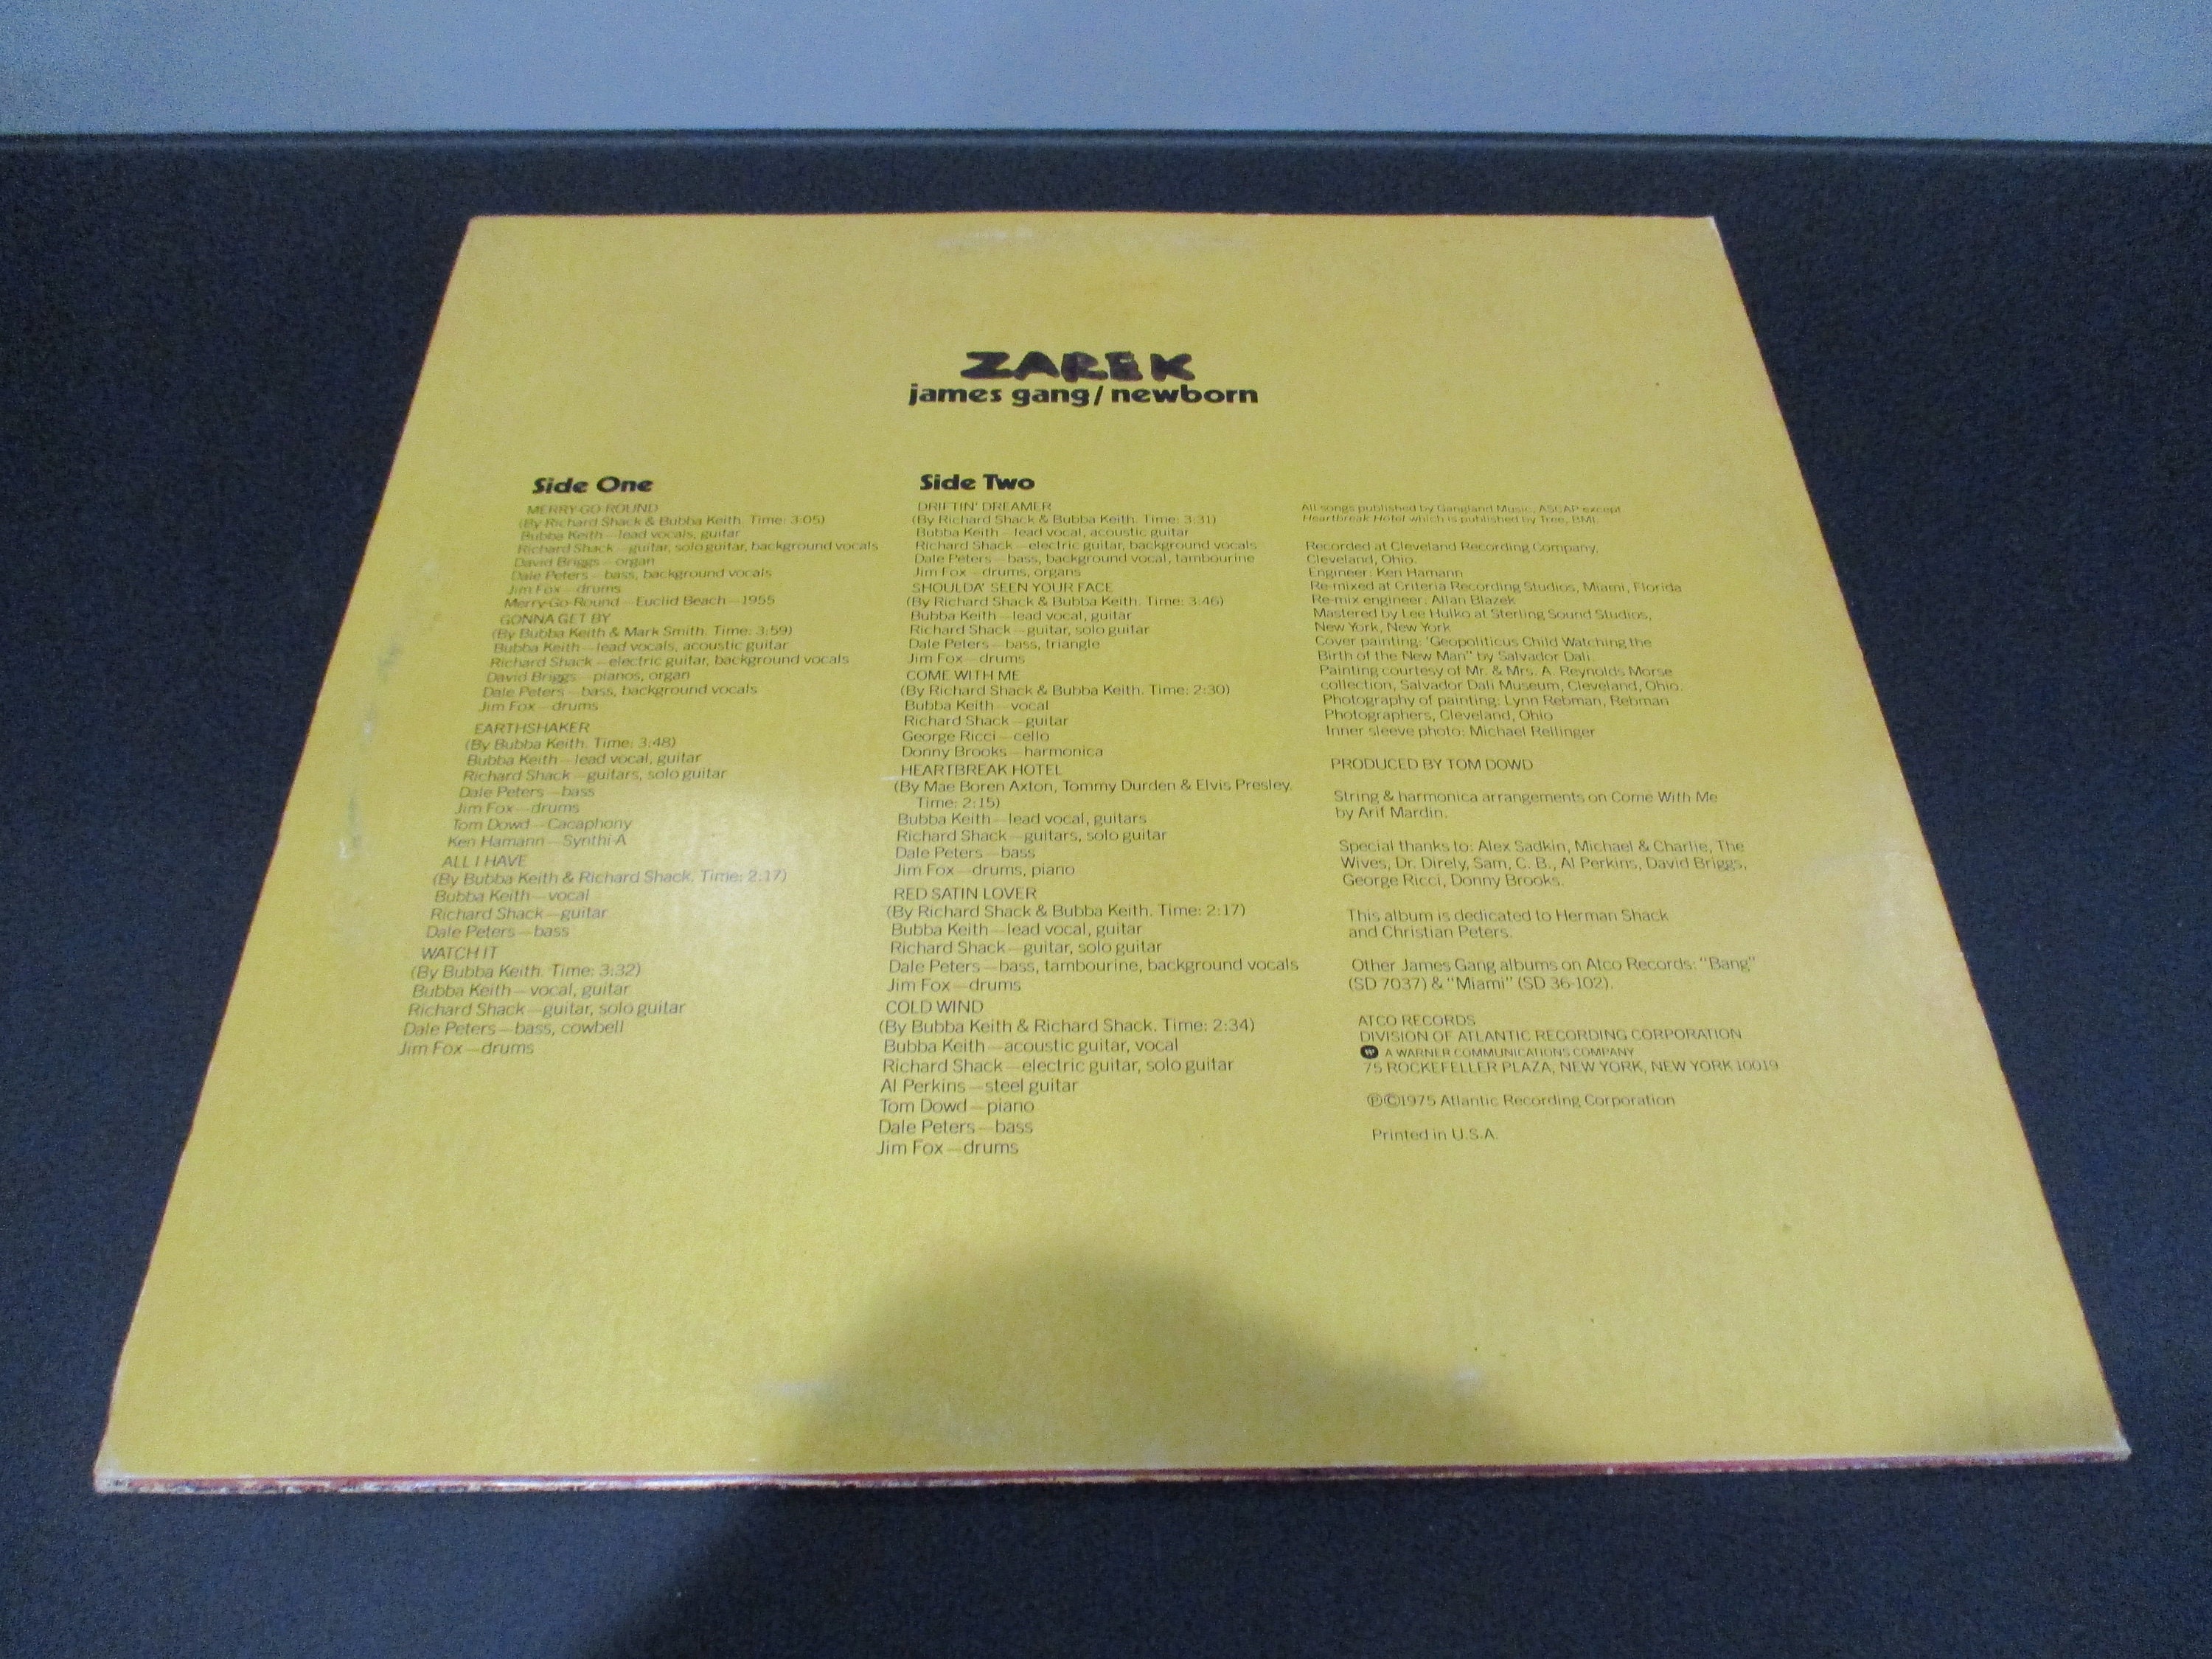 ZAREK
james gang/newborn
Side One
MERRY-GO-ROUND
(By Richard Shack & Bubba Keith. Time: 3:05)
Bubba Keith—lead vocals, guitar
Richard Shack—guitar, solo guitar, background vocals
David Briggs—organ
Dale Peters—bass, background vocals
Jim Fox—drums
Merry-Go-Round—Euclid Beach—1955
GONNA GET BY
(By Bubba Keith & Mark Smith. Time: 3:59)
Bubba Keith—lead vocals, acoustic guitar
Richard Shack—electric guitar, background vocals
David Briggs—pianos, organ
Dale Peters—bass, background vocals
Jim Fox—drums
EARTHSHAKER
(By Bubba Keith. Time: 3:48)
Bubba Keith—lead vocal, guitar
Richard Shack—guitars, solo guitar
Dale Peters—bass
Jim Fox—drums
Tom Dowd—Cacaphony
Ken Hamann—Synthi A
ALL I HAVE
(By Bubba Keith & Richard Shack. Time: 2:17)
Bubba Keith—vocal
Richard Shack—guitar
Dale Peters—bass
WATCH IT
(By Bubba Keith. Time: 3:32)
Bubba Keith—vocal, guitar
Richard Shack—guitar, solo guitar
Dale Peters—bass, cowbell
Jim Fox—drums
Side Two
DRIFTIN' DREAMER
(By Richard Shack & Bubba Keith. Time: 3:31)
Bubba Keith—lead vocal, acoustic guitar
Richard Shack—electric guitar, background vocals
Dale Peters—bass, background vocal, tambourine
Jim Fox—drums, organs
SHOULDA' SEEN YOUR FACE
(By Richard Shack & Bubba Keith. Time: 3:46)
Bubba Keith—lead vocal, guitar
Richard Shack—guitar, solo guitar
Dale Peters—bass, triangle
Jim Fox—drums
COME WITH ME
(By Richard Shack & Bubba Keith. Time: 2:30)
Bubba Keith—vocal
Richard Shack—guitar
George Ricci—cello
Donny Brooks—harmonica
HEARTBREAK HOTEL
(By Mae Boren Axton, Tommy Durden & Elvis Presley.
Time: 2:15)
Bubba Keith—lead vocal, guitars
Richard Shack—guitars, solo guitar
Dale Peters—bass
Jim Fox—drums, piano
RED SATIN LOVER
(By Richard Shack & Bubba Keith. Time: 2:17)
Bubba Keith—lead vocal, guitar
Richard Shack—guitar, solo guitar
Dale Peters—bass, tambourine, background vocals
Jim Fox—drums
COLD WIND
(By Bubba Keith & Richard Shack. Time: 2:34)
Bubba Keith—acoustic guitar, vocal
Richard Shack—electric guitar, solo guitar
Al Perkins—steel guitar
Tom Dowd—piano
Dale Peters—bass
Jim Fox—drums
All songs published by Gangland Music, ASCAP except
Heartbreak Hotel which is published by Tree, BMI.
Recorded at Cleveland Recording Company,
Cleveland, Ohio.
Engineer: Ken Hamann
Re-mixed at Criteria Recording Studios, Miami, Florida
Re-mix engineer: Allan Blazek
Mastered by Lee Hulko at Sterling Sound Studios,
New York, New York
Cover painting: "Geopoliticus Child Watching the
Birth of the New Man" by Salvador Dali.
Painting courtesy of Mr. & Mrs. A. Reynolds Morse
collection, Salvador Dali Museum, Cleveland, Ohio.
Photography of painting: Lynn Rebman, Rebman
Photographers, Cleveland, Ohio
Inner sleeve photo: Michael Rellinger
PRODUCED BY TOM DOWD
String & harmonica arrangements on Come With Me
by Arif Mardin.
Special thanks to: Alex Sadkin, Michael & Charlie, The
Wives, Dr. Direly, Sam, C. B., Al Perkins, David Briggs,
George Ricci, Donny Brooks.
This album is dedicated to Herman Shack
and Christian Peters.
Other James Gang albums on Atco Records: "Bang"
(SD 7037) & "Miami" (SD 36-102).
ATCO RECORDS
DIVISION OF ATLANTIC RECORDING CORPORATION
A WARNER COMMUNICATIONS COMPANY
75 ROCKEFELLER PLAZA, NEW YORK, NEW YORK 10019
℗©1975 Atlantic Recording Corporation
Printed in U.S.A.